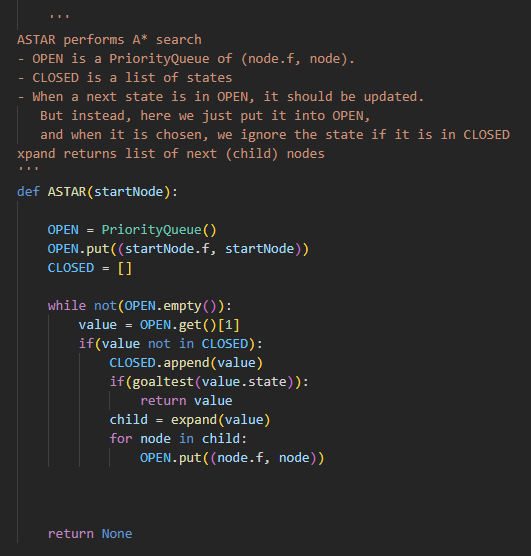 '''
ASTAR performs A* search
- OPEN is a PriorityQueue of (node.f, node).
- CLOSED is a list of states
- When a next state is in OPEN, it should be updated.
But instead, here we just put it into OPEN,
and when it is chosen, we ignore the state if it is in CLOSED
xpand returns list of next (child) nodes
'''
def ASTAR(startNode):
OPEN = PriorityQueue()
OPEN.put((startNode.f, startNode))
CLOSED = []
while not(OPEN.empty()):
value = OPEN.get()[1]
if(value not in CLOSED):
CLOSED.append(value)
if(goaltest(value.state)):
return value
child = expand(value)
for node in child:
OPEN.put((node.f, node))
return None